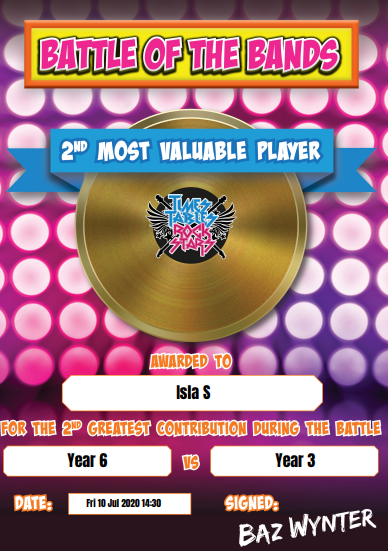 BATTLE OF THE BANDS
2ND MOST VALUABLE PLAYER
TIMES
TABLES
ROCK
STARS
AWARDED TO
Isla S
FOR THE 2ND GREATEST CONTRIBUTION DURING THE BATTLE
Year 6 VS Year 3
DATE: Fri 10 Jul 2020 14:30 SIGNED:
BAZ WYNTER